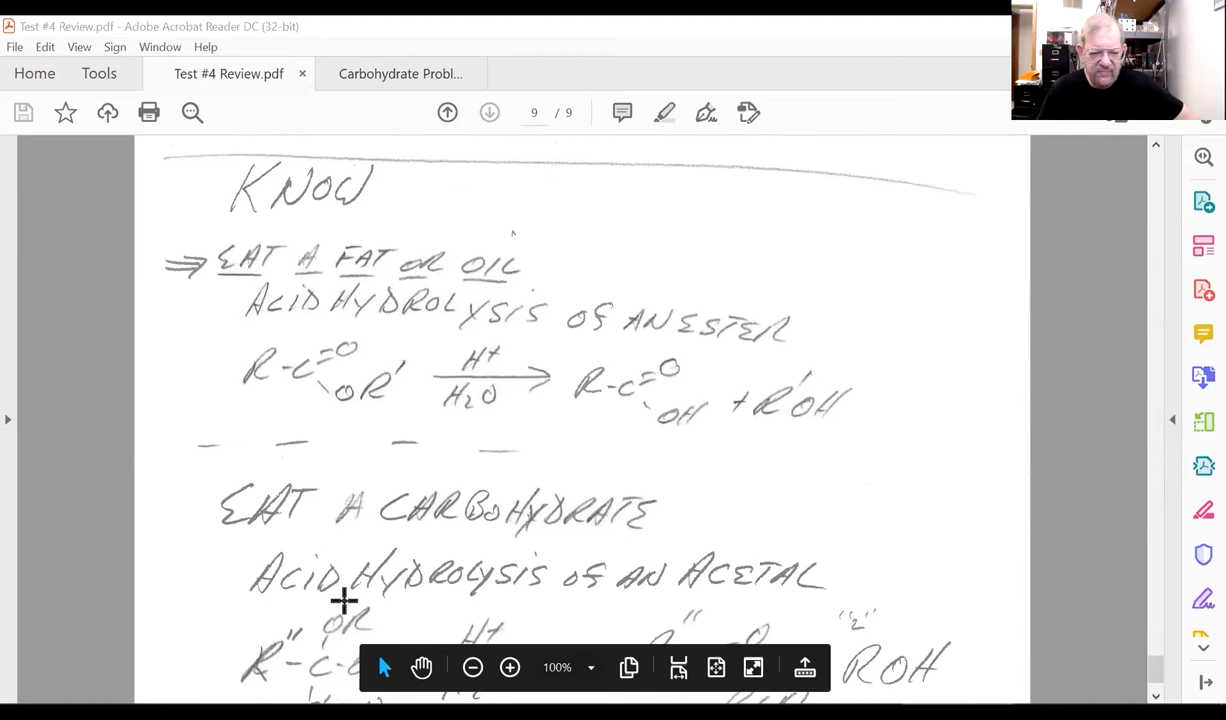 Test #4 Review.pdf - Adobe Acrobat Reader DC (32-bit)
File Edit View Sign Window Help
Home Tools Test #4 Review.pdf × Carbohydrate Probl...
9 / 9
KNOW
⇒ EAT A FAT OR OIL
ACID HYDROLYSIS OF AN ESTER
R-C=O OR' H+ H2O → R-C=O OH + R'OH
EAT A CARBOHYDRATE
ACID HYDROLYSIS OF AN ACETAL
OR H+ O "2"
R"-C- ROH
100%